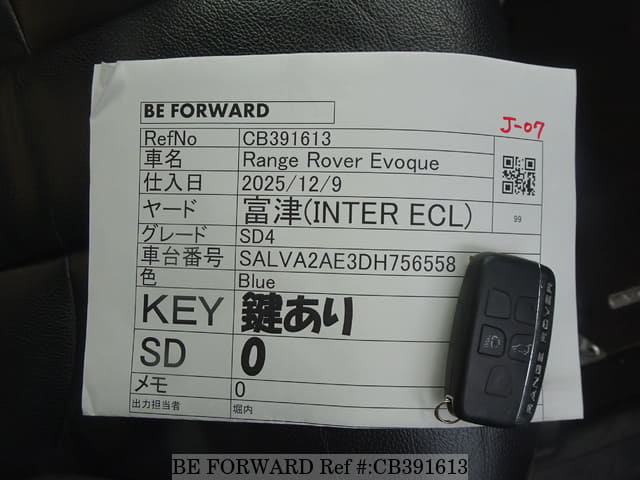 BE FORWARD
J-07
RefNo CB391613
車名 Range Rover Evoque
仕入日 2025/12/9
ヤード 富津(INTER ECL) 99
グレード SD4
車台番号 SALVA2AE3DH756558
色 Blue
KEY 鍵あり
SD 0
メモ 0
出力担当者 堀内
RANGE ROVER
BE FORWARD Ref #:CB391613